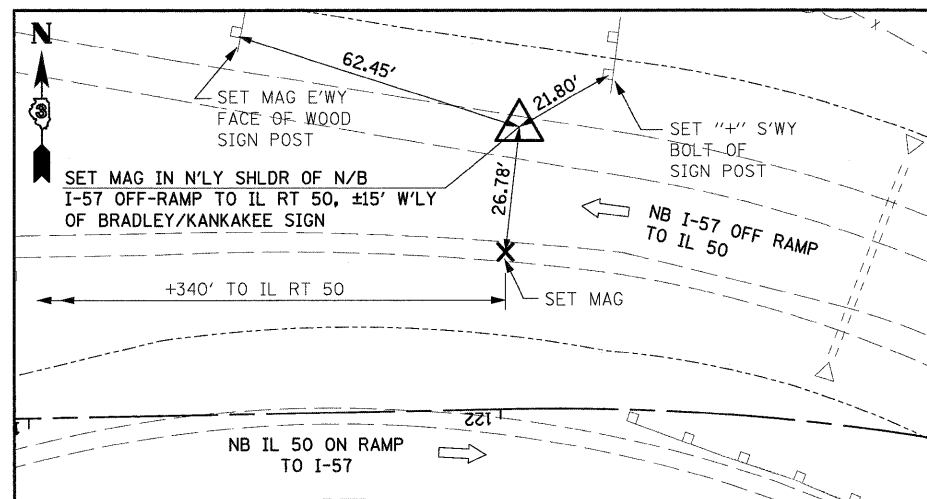 N
62.45'
21.80'
SET MAG E'WY
FACE OF WOOD
SIGN POST
SET "+" S'WY
BOLT OF
SIGN POST
SET MAG IN N'LY SHLDR OF N/B
I-57 OFF-RAMP TO IL RT 50, ±15' W'LY
OF BRADLEY/KANKAKEE SIGN
26.78'
NB I-57 OFF RAMP
TO IL 50
+340' TO IL RT 50
SET MAG
122
NB IL 50 ON RAMP
TO I-57